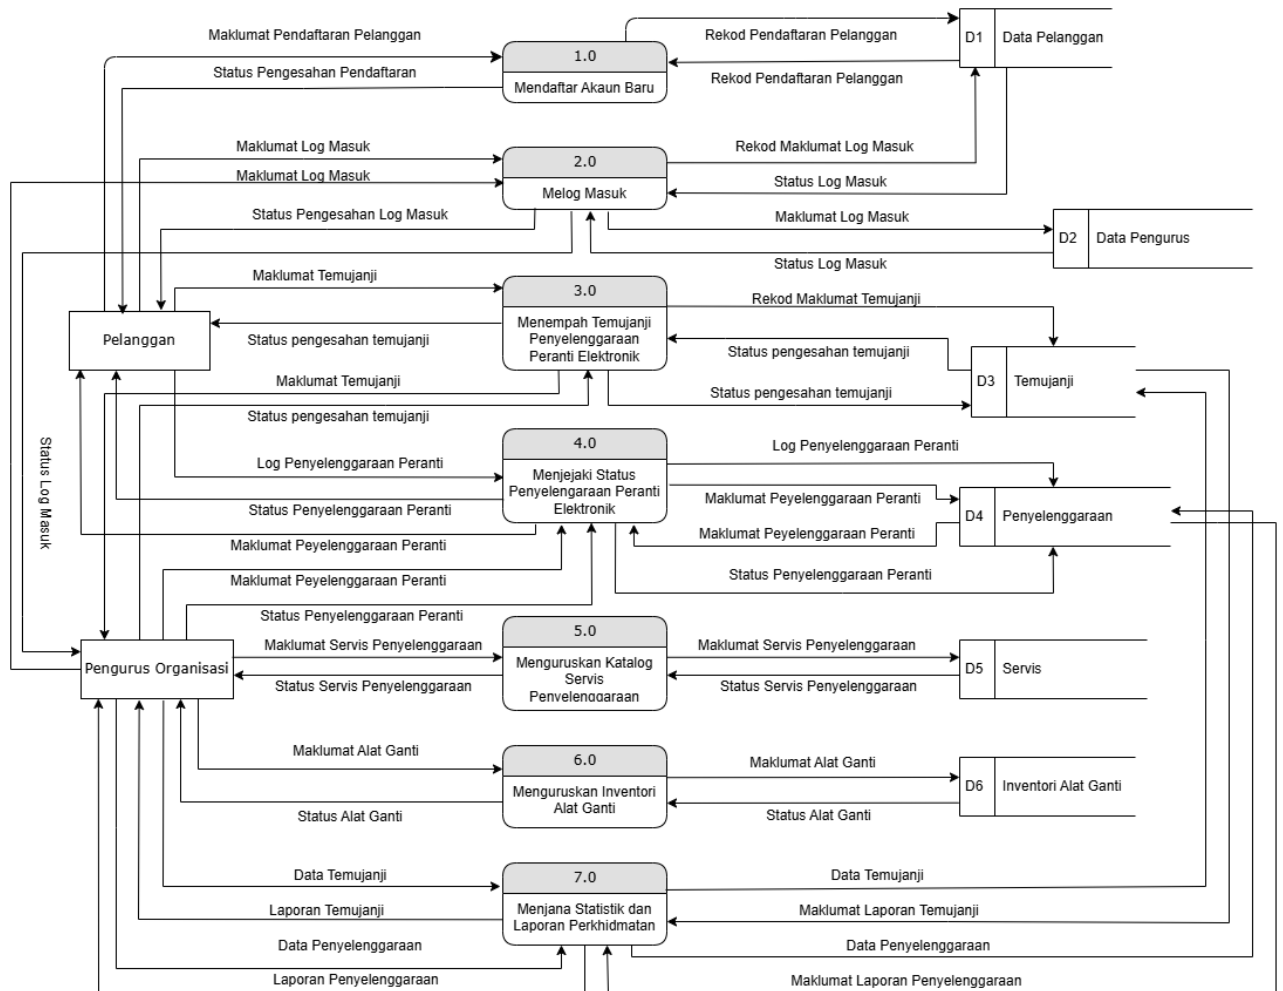 Maklumat Pendaftaran Pelanggan
Rekod Pendaftaran Pelanggan
D1
Data Pelanggan
1.0
Status Pengesahan Pendaftaran
Rekod Pendaftaran Pelanggan
Mendaftar Akaun Baru
Maklumat Log Masuk
Rekod Maklumat Log Masuk
2.0
Maklumat Log Masuk
Status Log Masuk
Melog Masuk
Status Pengesahan Log Masuk
Maklumat Log Masuk
D2
Data Pengurus
Status Log Masuk
Maklumat Temujanji
3.0
Rekod Maklumat Temujanji
Menempah Temujanji
Penyelenggaraan
Peranti Elektronik
Pelanggan
Status pengesahan temujanji
Status pengesahan temujanji
Maklumat Temujanji
D3
Temujanji
Status pengesahan temujanji
Status pengesahan temujanji
4.0
Log Penyelenggaraan Peranti
Log Penyelenggaraan Peranti
Menjejaki Status
Penyelengaraan Peranti
Elektronik
Status Log Masuk
Maklumat Peyelenggaraan Peranti
Status Penyelenggaraan Peranti
D4
Penyelenggaraan
Maklumat Peyelenggaraan Peranti
Maklumat Peyelenggaraan Peranti
Maklumat Peyelenggaraan Peranti
Status Penyelenggaraan Peranti
Status Penyelenggaraan Peranti
5.0
Maklumat Servis Penyelenggaraan
Maklumat Servis Penyelenggaraan
Pengurus Organisasi
Menguruskan Katalog
Servis
Penyelenggaraan
D5
Servis
Status Servis Penyelenggaraan
Status Servis Penyelenggaraan
Maklumat Alat Ganti
6.0
Maklumat Alat Ganti
Menguruskan Inventori
Alat Ganti
D6
Inventori Alat Ganti
Status Alat Ganti
Status Alat Ganti
Data Temujanji
7.0
Data Temujanji
Laporan Temujanji
Menjana Statistik dan
Laporan Perkhidmatan
Maklumat Laporan Temujanji
Data Penyelenggaraan
Data Penyelenggaraan
Laporan Penyelenggaraan
Maklumat Laporan Penyelenggaraan